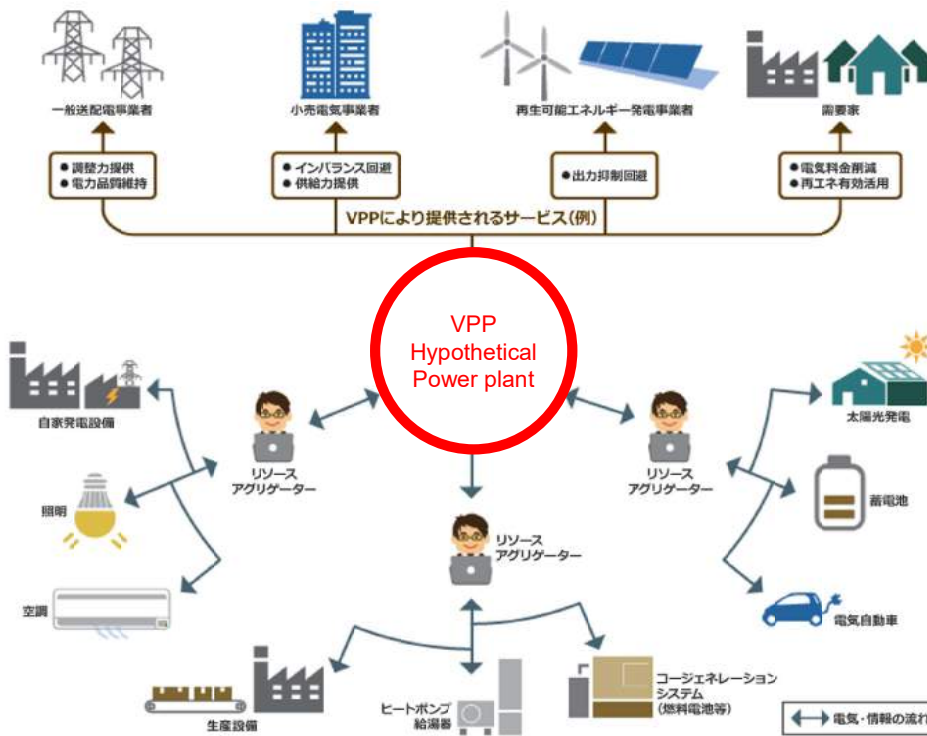 一般送配電事業者
小売電気事業者
再生可能エネルギー発電事業者
需要家
● 調整力提供
● 電力品質維持
● インバランス回避
● 供給力提供
● 出力抑制回避
● 電気料金削減
● 再エネ有効活用
VPPにより提供されるサービス(例)
VPP
Hypothetical
Power plant
自家発電設備
リソース
アグリゲーター
リソース
アグリゲーター
太陽光発電
照明
リソース
アグリゲーター
蓄電池
空調
電気自動車
生産設備
ヒートポンプ
給湯器
コージェネレーション
システム
(燃料電池等)
電気・情報の流れ